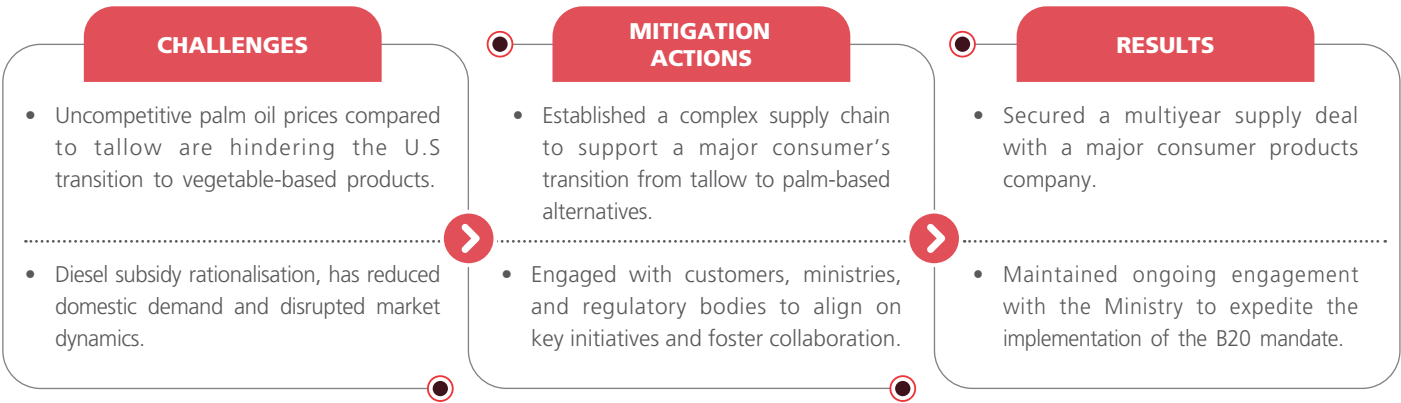 CHALLENGES
• Uncompetitive palm oil prices compared
to tallow are hindering the U.S
transition to vegetable-based products.
• Diesel subsidy rationalisation, has reduced
domestic demand and disrupted market
dynamics.
MITIGATION
ACTIONS
• Established a complex supply chain
to support a major consumer’s
transition from tallow to palm-based
alternatives.
• Engaged with customers, ministries,
and regulatory bodies to align on
key initiatives and foster collaboration.
RESULTS
• Secured a multiyear supply deal
with a major consumer products
company.
• Maintained ongoing engagement
with the Ministry to expedite the
implementation of the B20 mandate.